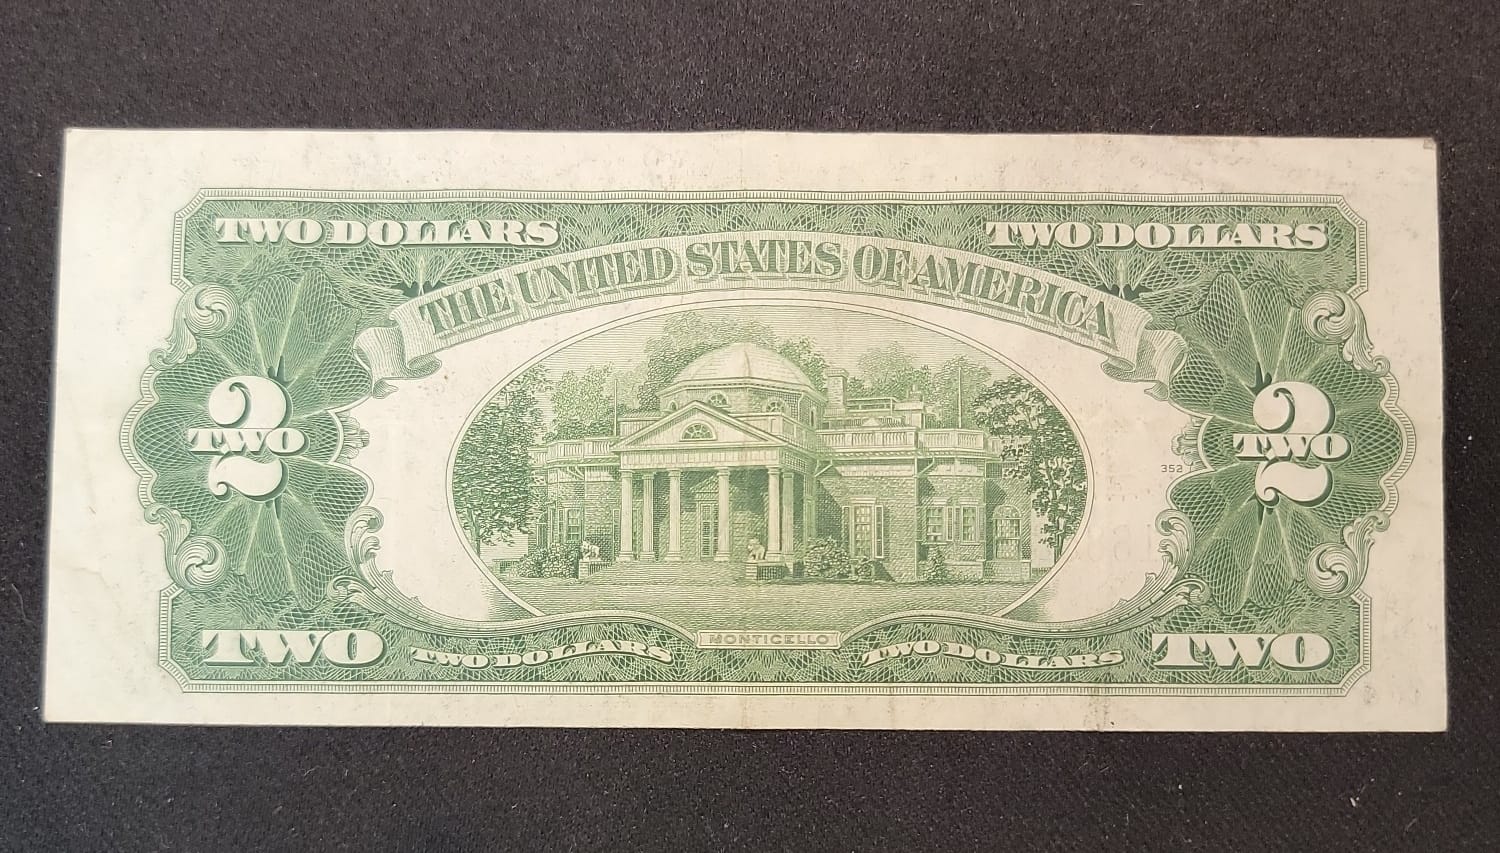 TWO DOLLARS TWO DOLLARS
THE UNITED STATES OF AMERICA
2 2
TWO TWO
352
TWO TWO DOLLARS MONTICELLO TWO DOLLARS TWO